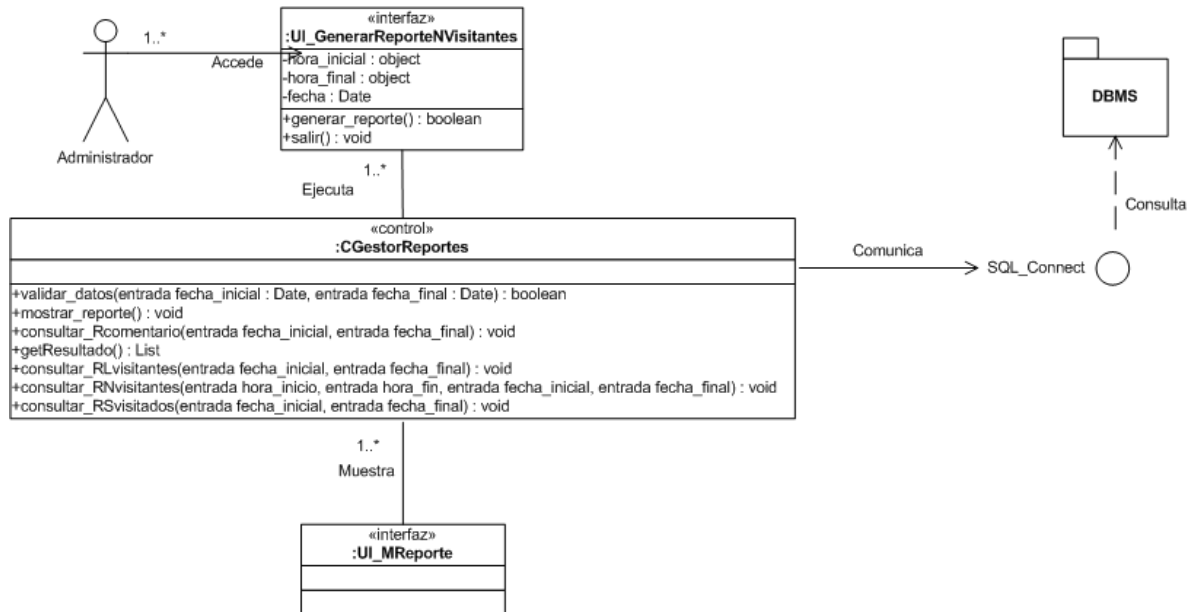 «interfaz»
:UI_GenerarReporteNVisitantes
-hora_inicial : object
-hora_final : object
-fecha : Date
+generar_reporte() : boolean
+salir() : void
1..*
Accede
Administrador
DBMS
1..*
Ejecuta
Consulta
«control»
:CGestorReportes
+validar_datos(entrada fecha_inicial : Date, entrada fecha_final : Date) : boolean
+mostrar_reporte() : void
+consultar_Rcomentario(entrada fecha_inicial, entrada fecha_final) : void
+getResultado() : List
+consultar_RLvisitantes(entrada fecha_inicial, entrada fecha_final) : void
+consultar_RNvisitantes(entrada hora_inicio, entrada hora_fin, entrada fecha_inicial, entrada fecha_final) : void
+consultar_RSvisitados(entrada fecha_inicial, entrada fecha_final) : void
Comunica
SQL_Connect
1..*
Muestra
«interfaz»
:UI_MReporte